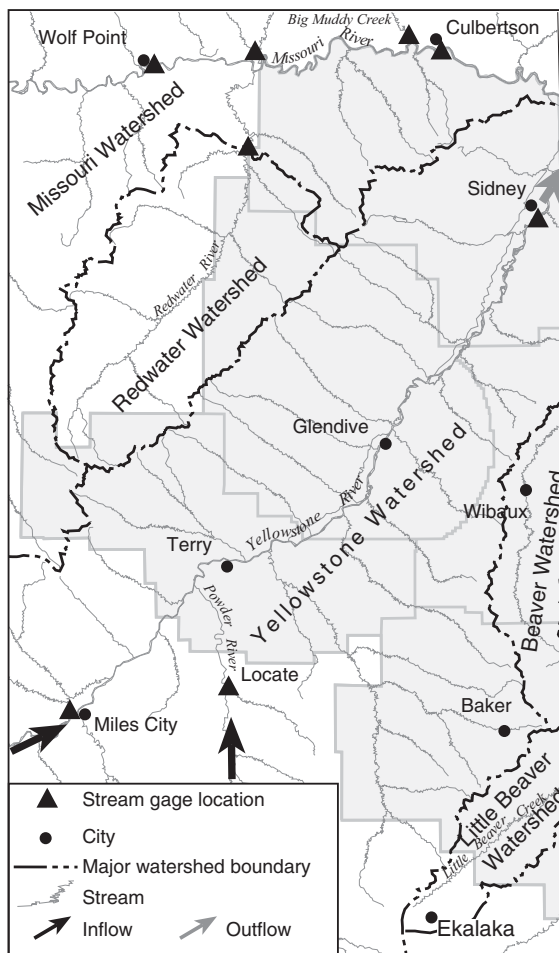 Big Muddy Creek
Culbertson
Wolf Point
Missouri River
Missouri Watershed
Sidney
Redwater River
Redwater Watershed
Glendive
Yellowstone River
Yellowstone Watershed
Wibaux
Beaver Watershed
Terry
Powder River
Locate
Miles City
Baker
Little Beaver
Watershed
Little Beaver Creek
Ekalaka
Stream gage location
City
Major watershed boundary
Stream
Inflow
Outflow